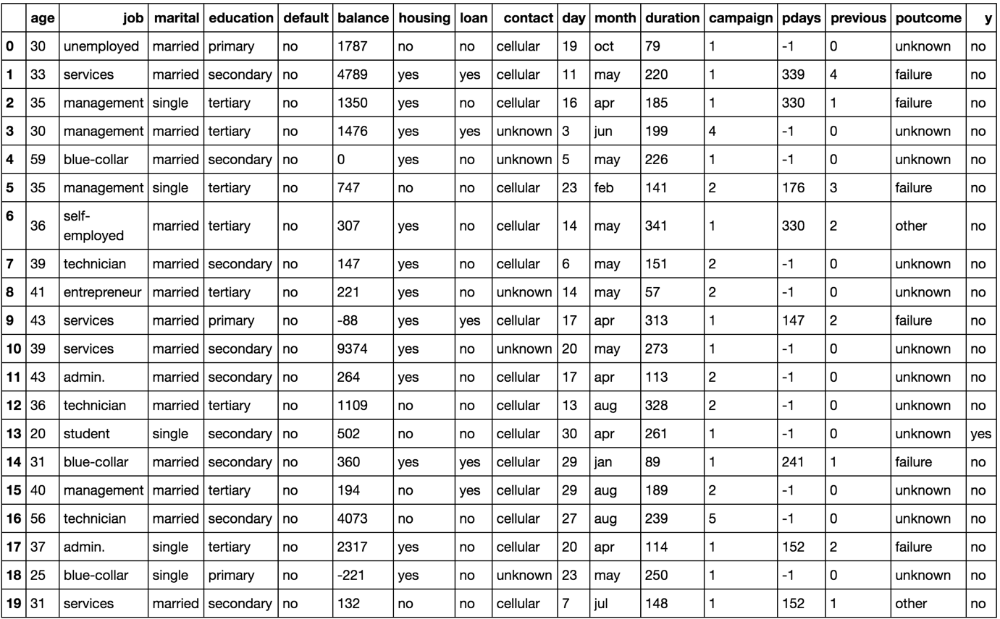 age job marital education default balance housing loan contact day month duration campaign pdays previous poutcome y
0 30 unemployed married primary no 1787 no no cellular 19 oct 79 1 -1 0 unknown no
1 33 services married secondary no 4789 yes yes cellular 11 may 220 1 339 4 failure no
2 35 management single tertiary no 1350 yes no cellular 16 apr 185 1 330 1 failure no
3 30 management married tertiary no 1476 yes yes unknown 3 jun 199 4 -1 0 unknown no
4 59 blue-collar married secondary no 0 yes no unknown 5 may 226 1 -1 0 unknown no
5 35 management single tertiary no 747 no no cellular 23 feb 141 2 176 3 failure no
6 36 self-
employed married tertiary no 307 yes no cellular 14 may 341 1 330 2 other no
7 39 technician married secondary no 147 yes no cellular 6 may 151 2 -1 0 unknown no
8 41 entrepreneur married tertiary no 221 yes no unknown 14 may 57 2 -1 0 unknown no
9 43 services married primary no -88 yes yes cellular 17 apr 313 1 147 2 failure no
10 39 services married secondary no 9374 yes no unknown 20 may 273 1 -1 0 unknown no
11 43 admin. married secondary no 264 yes no cellular 17 apr 113 2 -1 0 unknown no
12 36 technician married tertiary no 1109 no no cellular 13 aug 328 2 -1 0 unknown no
13 20 student single secondary no 502 no no cellular 30 apr 261 1 -1 0 unknown yes
14 31 blue-collar married secondary no 360 yes yes cellular 29 jan 89 1 241 1 failure no
15 40 management married tertiary no 194 no yes cellular 29 aug 189 2 -1 0 unknown no
16 56 technician married secondary no 4073 no no cellular 27 aug 239 5 -1 0 unknown no
17 37 admin. single tertiary no 2317 yes no cellular 20 apr 114 1 152 2 failure no
18 25 blue-collar single primary no -221 yes no unknown 23 may 250 1 -1 0 unknown no
19 31 services married secondary no 132 no no cellular 7 jul 148 1 152 1 other no